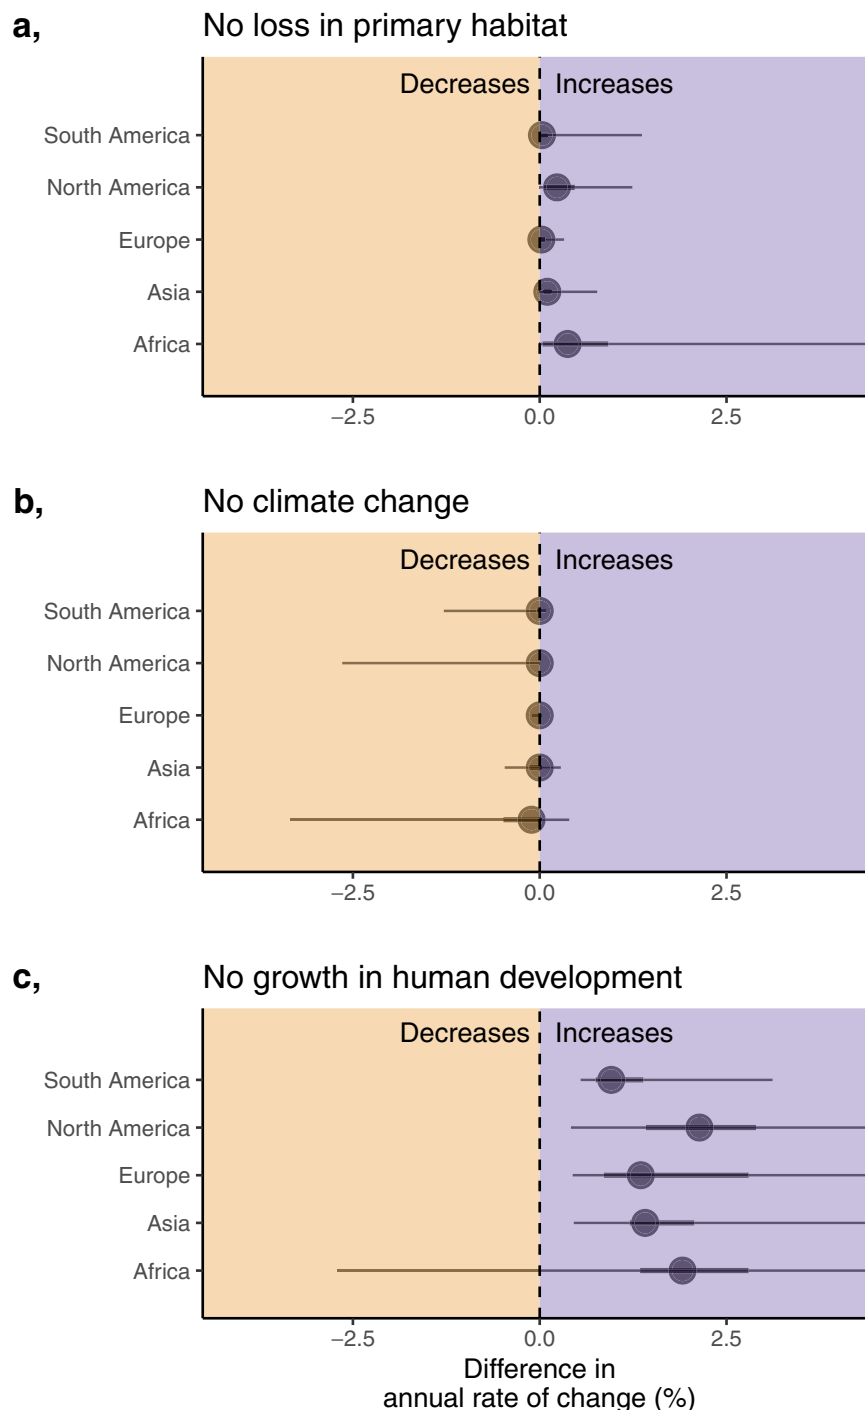 a, No loss in primary habitat
Decreases Increases
South America
North America
Europe
Asia
Africa
−2.5 0.0 2.5
b, No climate change
Decreases Increases
South America
North America
Europe
Asia
Africa
−2.5 0.0 2.5
c, No growth in human development
Decreases Increases
South America
North America
Europe
Asia
Africa
−2.5 0.0 2.5
Difference in
annual rate of change (%)